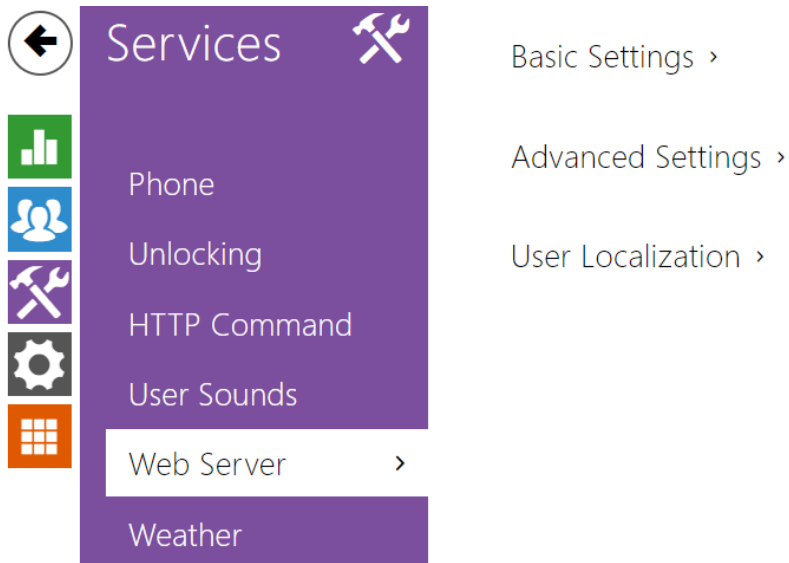 Services
Phone
Unlocking
HTTP Command
User Sounds
Web Server
Weather
Basic Settings
Advanced Settings
User Localization